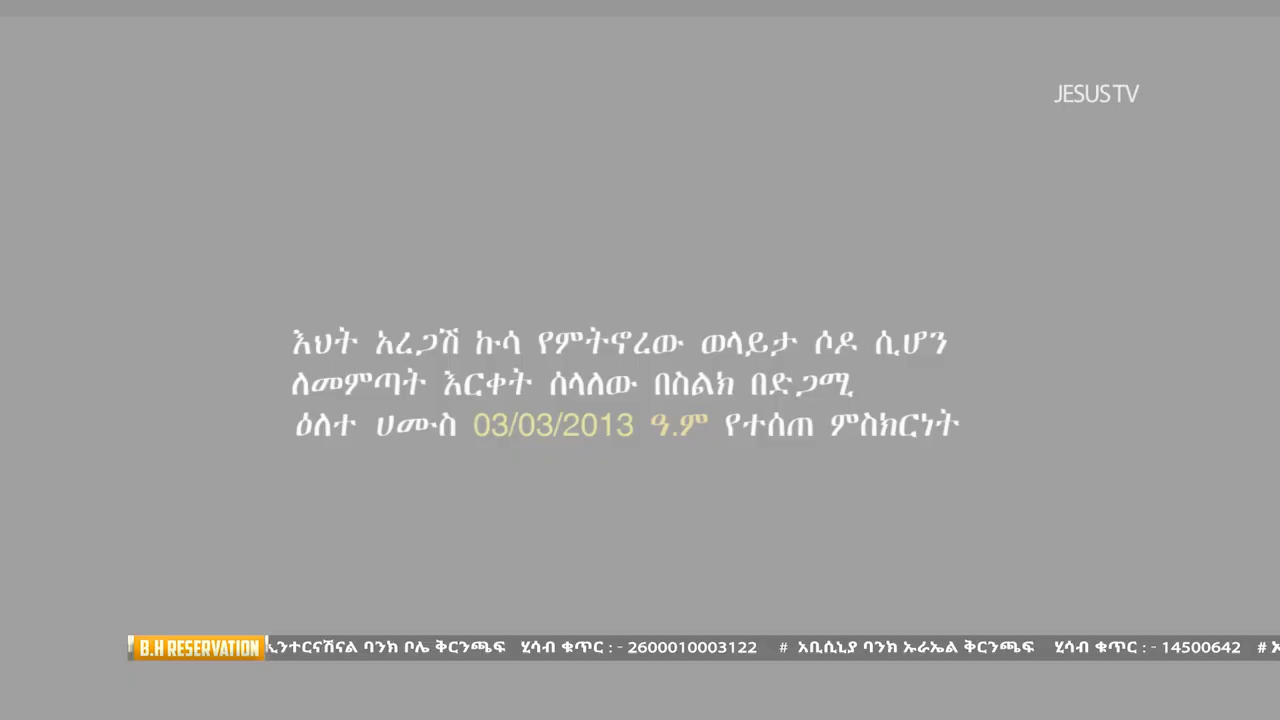 JESUS TV
እህት አረጋሽ ኩሳ የምትኖረው ወላይታ ሶዶ ሲሆን
ለመምጣት እርቀት ሰላለው በስልክ በድጋሚ
ዕለተ ሀሙስ 03/03/2013 ዓ.ም የተሰጠ ምስክርነት
B.H RESERVATION ኢንተርናሽናል ባንክ ቦሌ ቅርንጫፍ ሂሳብ ቁጥር : - 2600010003122 # አቢሲኒያ ባንክ ኡራኤል ቅርንጫፍ ሂሳብ ቁጥር : - 14500642 #